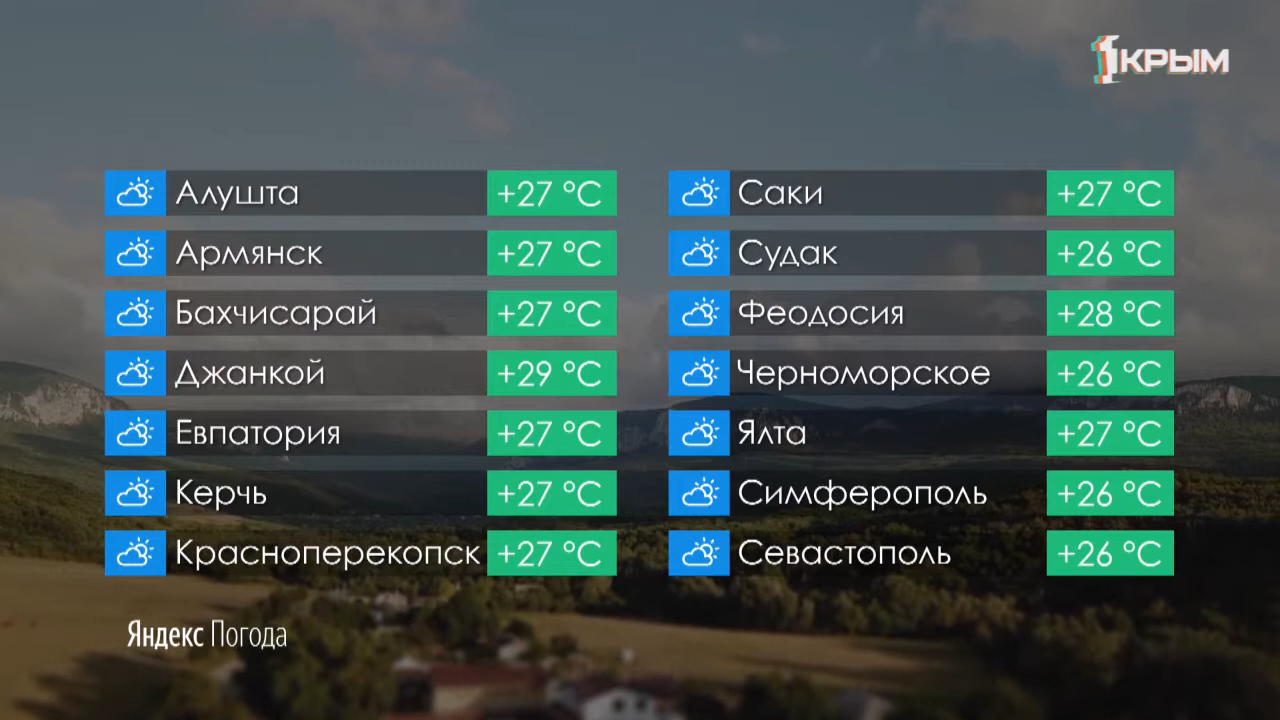 1КРЫМ
Алушта +27 °C
Армянск +27 °C
Бахчисарай +27 °C
Джанкой +29 °C
Евпатория +27 °C
Керчь +27 °C
Красноперекопск +27 °C
Саки +27 °C
Судак +26 °C
Феодосия +28 °C
Черноморское +26 °C
Ялта +27 °C
Симферополь +26 °C
Севастополь +26 °C
Яндекс Погода